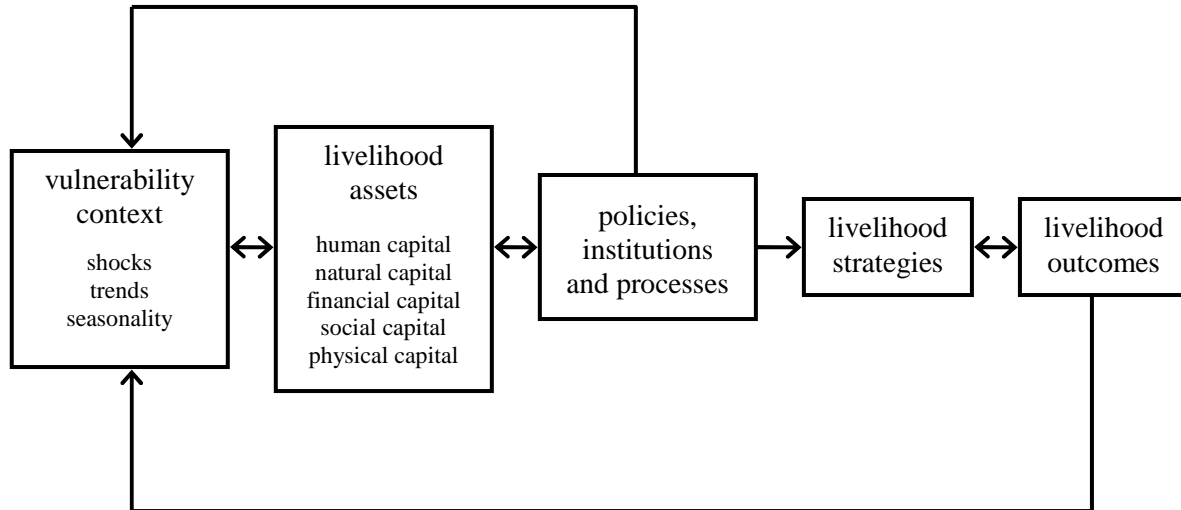 vulnerability
context
shocks
trends
seasonality
livelihood
assets
human capital
natural capital
financial capital
social capital
physical capital
policies,
institutions
and processes
livelihood
strategies
livelihood
outcomes